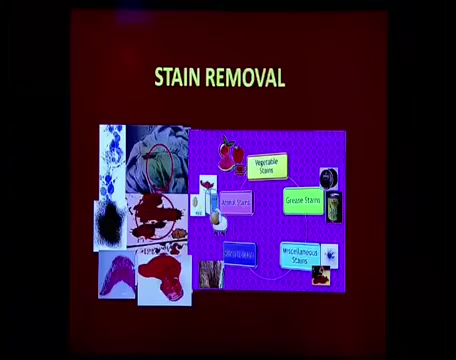 STAIN REMOVAL
Vegetable
Stains
Animal Stains
Grease Stains
Miscellaneous
Stains